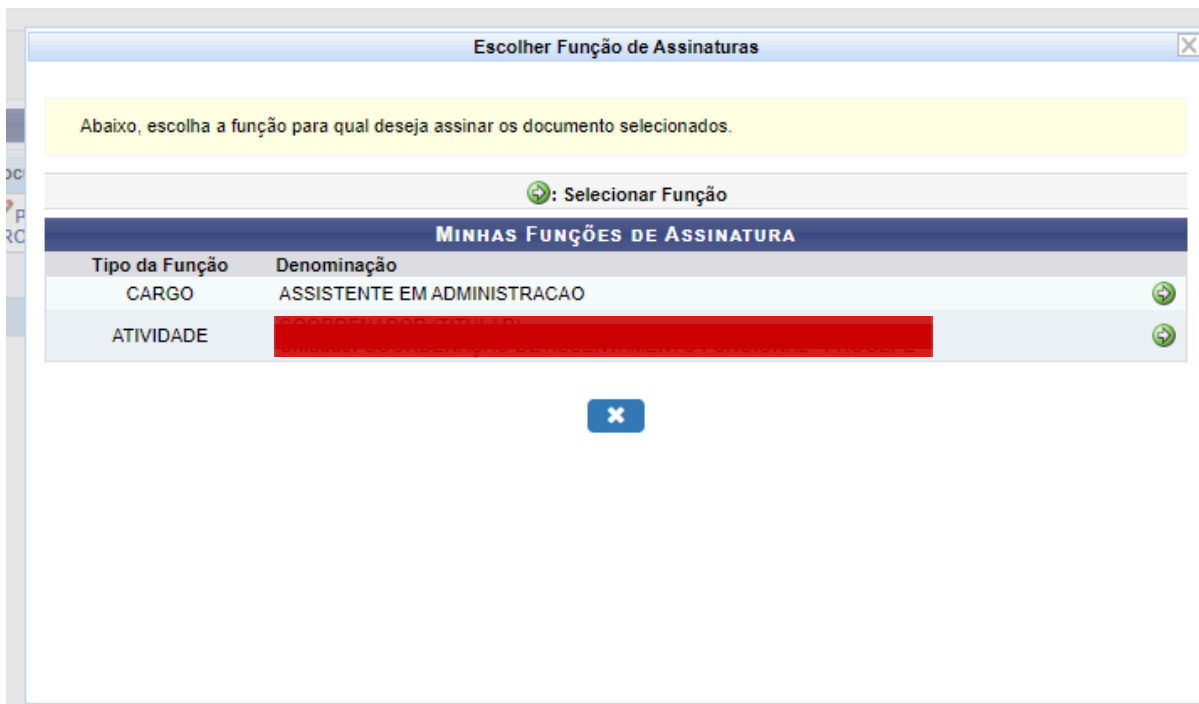 Escolher Função de Assinaturas
Abaixo, escolha a função para qual deseja assinar os documento selecionados.
: Selecionar Função
MINHAS FUNÇÕES DE ASSINATURA
Tipo da Função Denominação
CARGO ASSISTENTE EM ADMINISTRACAO
ATIVIDADE